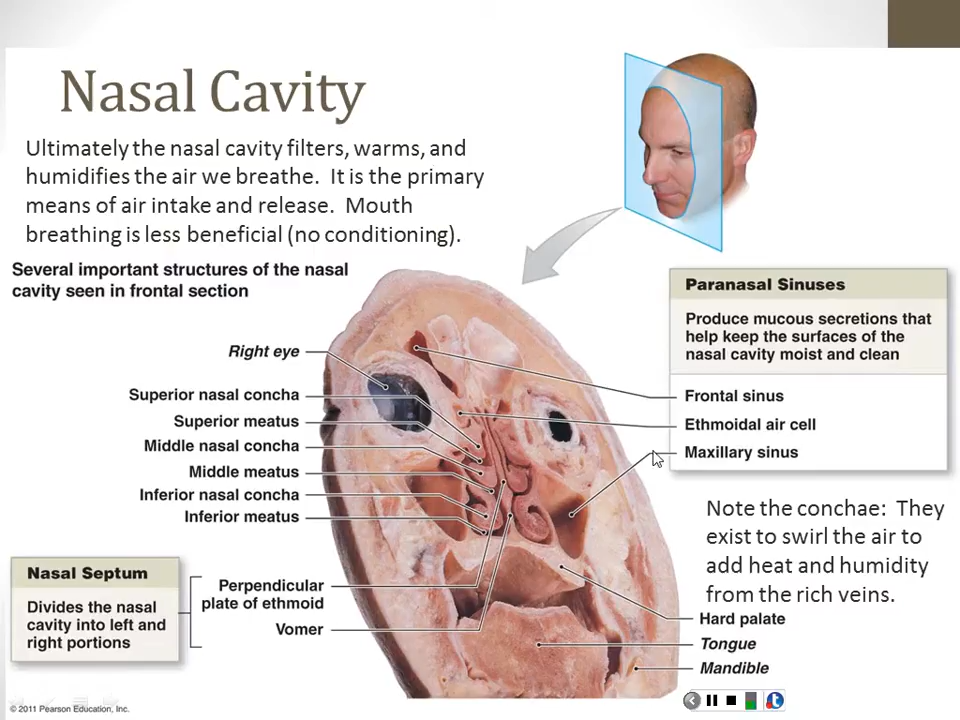 Nasal Cavity
Ultimately the nasal cavity filters, warms, and
humidifies the air we breathe.  It is the primary
means of air intake and release.  Mouth
breathing is less beneficial (no conditioning).
Several important structures of the nasal
cavity seen in frontal section
Right eye
Superior nasal concha
Superior meatus
Middle nasal concha
Middle meatus
Inferior nasal concha
Inferior meatus
Nasal Septum
Divides the nasal
cavity into left and
right portions
Perpendicular
plate of ethmoid
Vomer
Paranasal Sinuses
Produce mucous secretions that
help keep the surfaces of the
nasal cavity moist and clean
Frontal sinus
Ethmoidal air cell
Maxillary sinus
Note the conchae:  They
exist to swirl the air to
add heat and humidity
from the rich veins.
Hard palate
Tongue
Mandible
© 2011 Pearson Education, Inc.